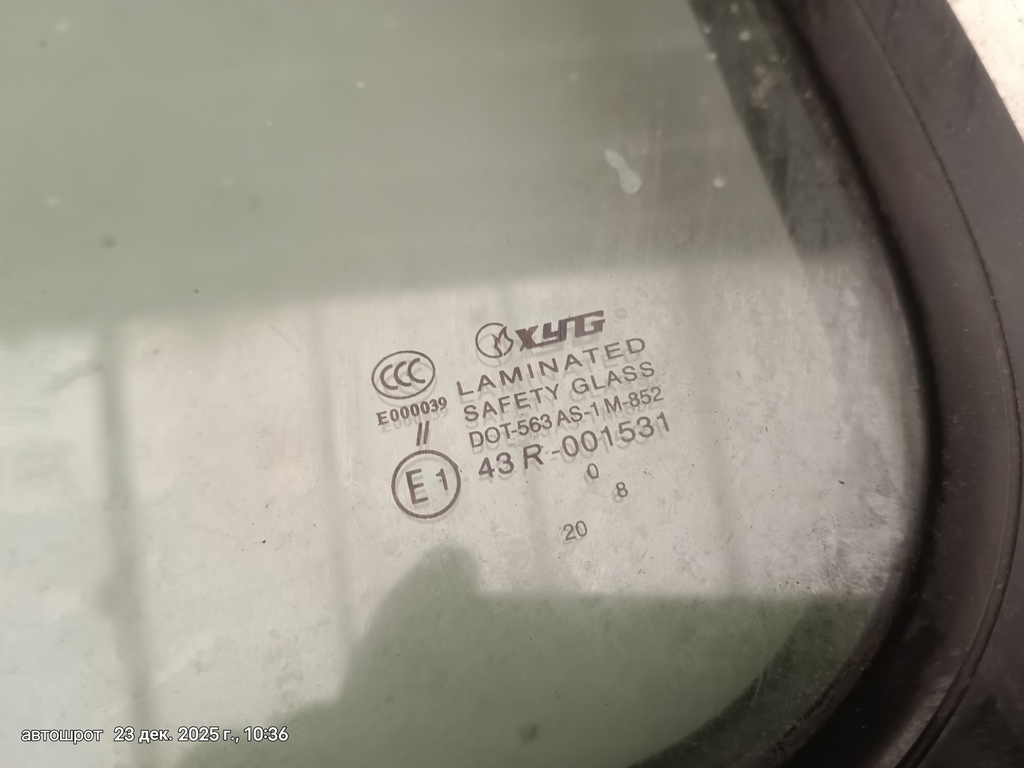 XYG
CCC
LAMINATED
SAFETY GLASS
E000039
DOT-563 AS-1 M-852
//
43 R-001531
E1
0
8
20
автошрот 23 дек. 2025 г., 10:36